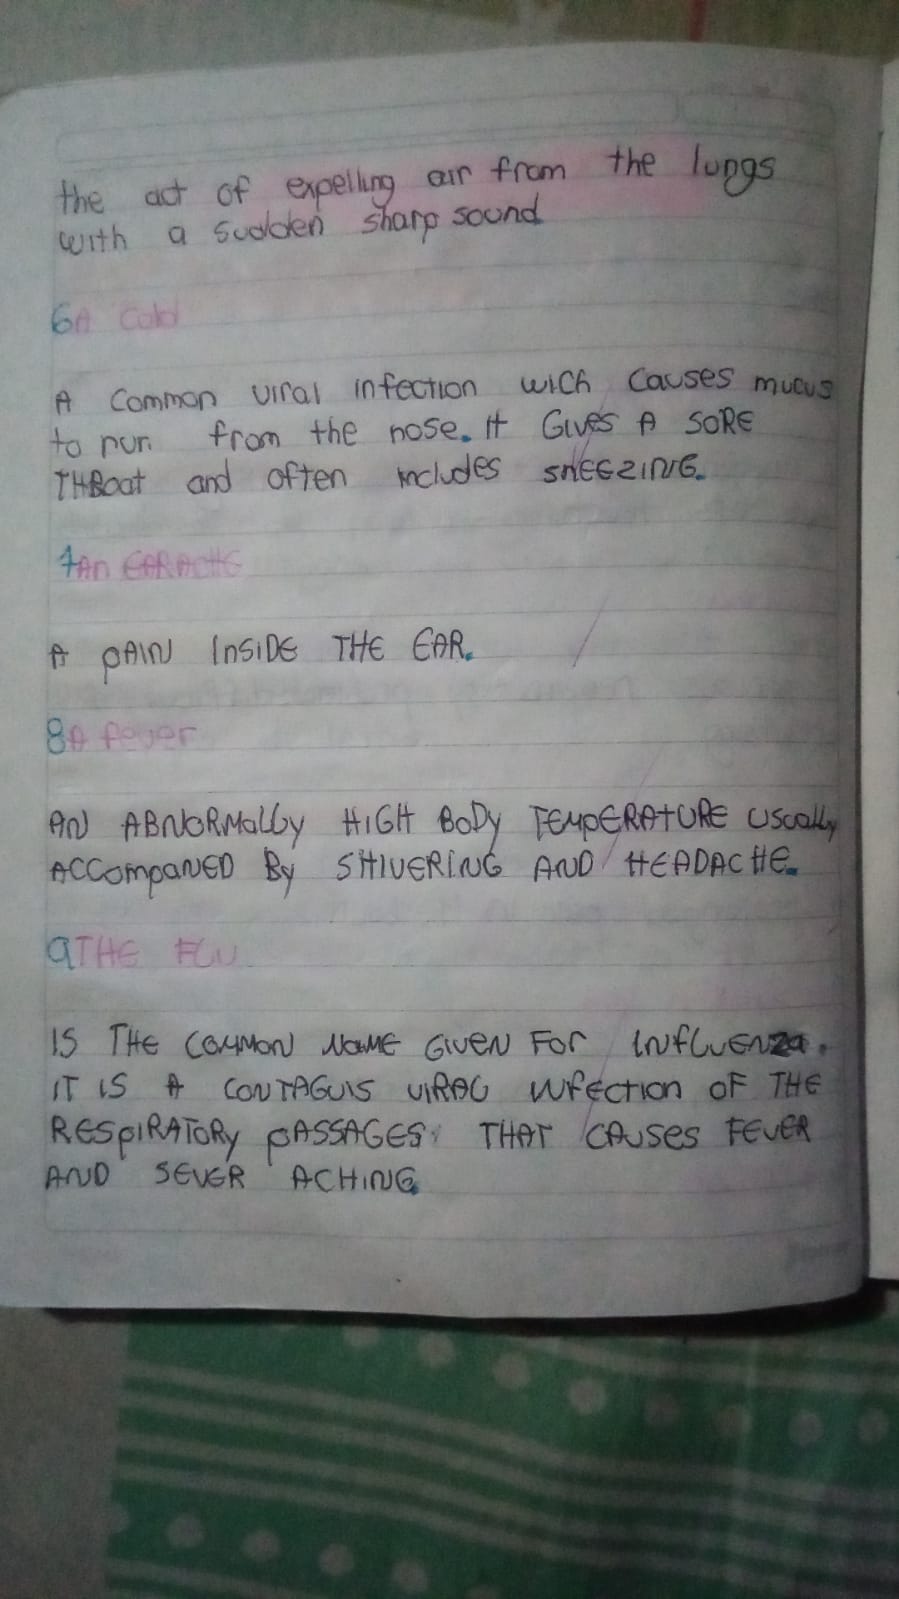 the act of expelling air from the lungs
with a sudden sharp sound
6A Cold
A common viral infection wich causes mucus
to run from the nose. It Gives A SORE
THRoat and often includes SNEEZING.
7An EARACHE
A PAIN INSIDE THE EAR.
8A fever
AN ABNORMALLY HIGH BODY TEMPERATURE Uscally
ACCompaNED By SHIVERING AND HEADACHE.
9THE FLU
IS THE COMMON NAME GIVEN FOR INFLUENZa.
IT IS A CONTAGUIS VIRAL INFECTION OF THE
RESPIRATORY PASSAGES THAT CAUSES FEVER
AND SEVER ACHING